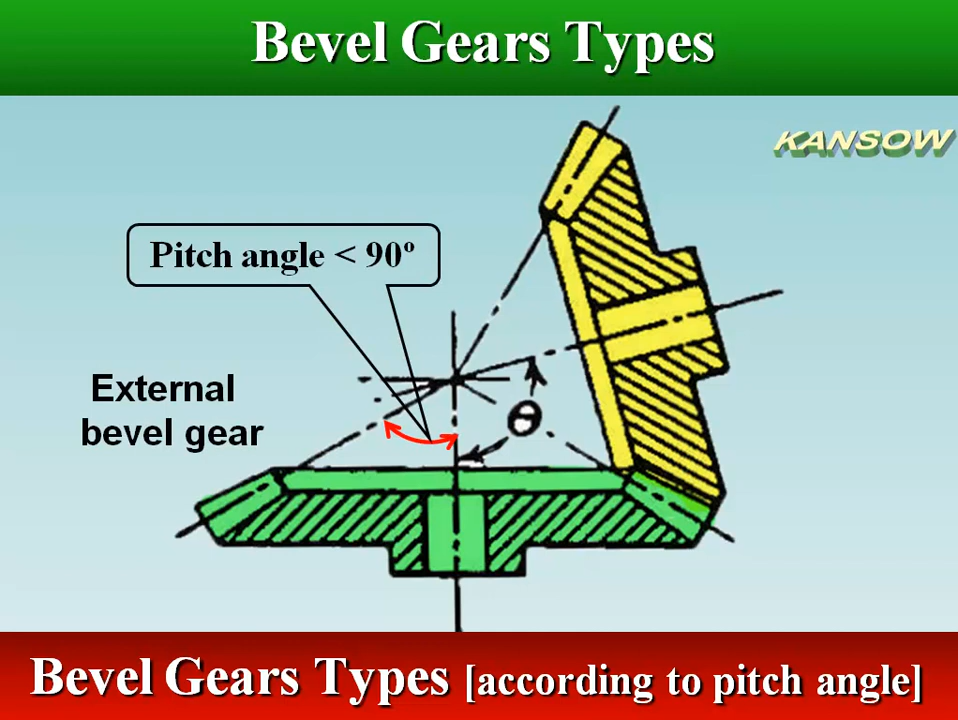 Bevel Gears Types
KANSOW
Pitch angle < 90º
External
bevel gear
θ
Bevel Gears Types [according to pitch angle]